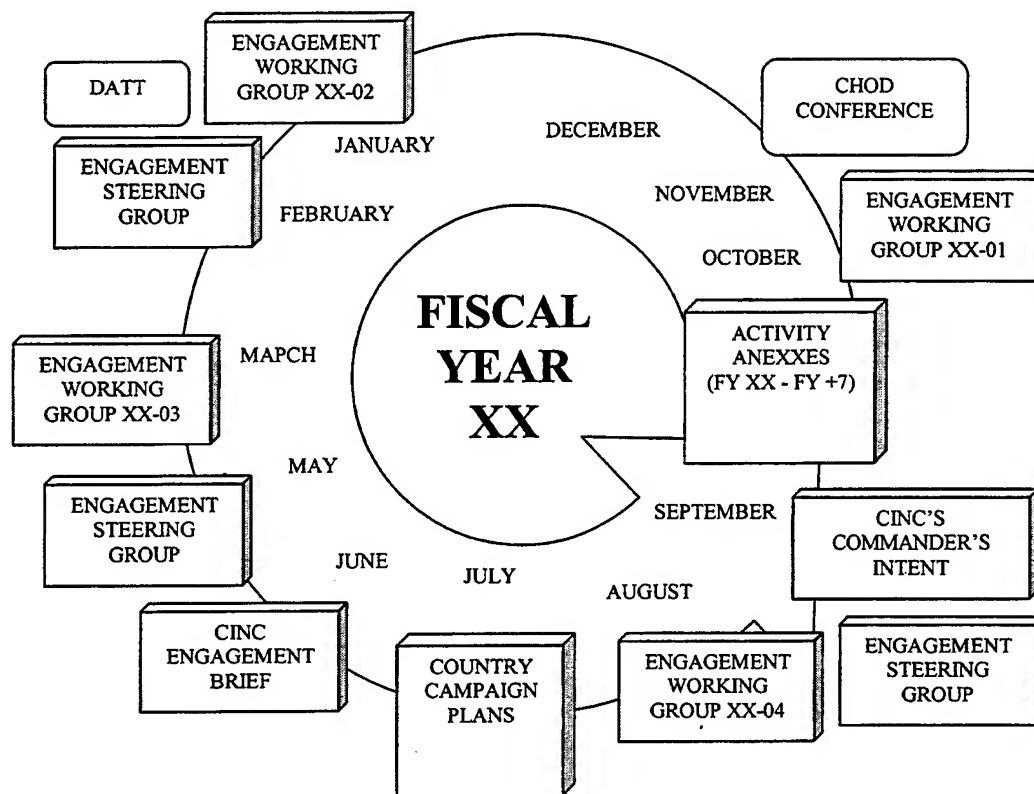 ENGAGEMENT
WORKING
GROUP XX-02
DATT
CHOD
CONFERENCE
DECEMBER
JANUARY
ENGAGEMENT
STEERING
GROUP
NOVEMBER
FEBRUARY
ENGAGEMENT
WORKING
GROUP XX-01
OCTOBER
FISCAL
YEAR
XX
ACTIVITY
ANEXXES
(FY XX - FY +7)
MAPCH
ENGAGEMENT
WORKING
GROUP XX-03
MAY
ENGAGEMENT
STEERING
GROUP
SEPTEMBER
CINC'S
COMMANDER'S
INTENT
JUNE
JULY
AUGUST
CINC
ENGAGEMENT
BRIEF
COUNTRY
CAMPAIGN
PLANS
ENGAGEMENT
WORKING
GROUP XX-04
ENGAGEMENT
STEERING
GROUP